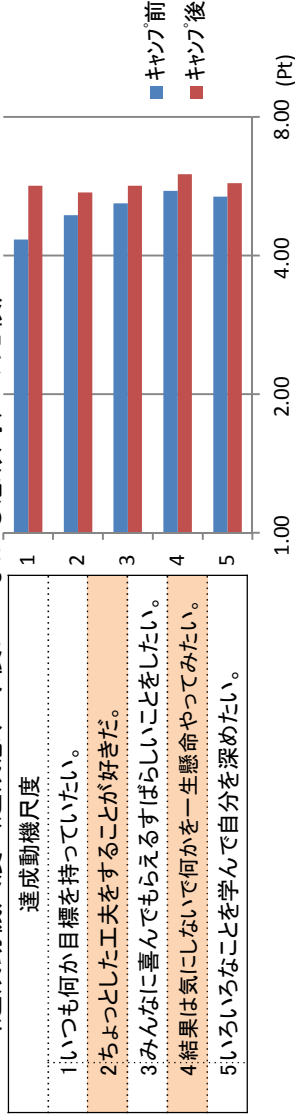 達成動機尺度
1 いつも何か目標を持っていたい。
2 ちょっとした工夫をすることが好きだ。
3 みんなに喜んでもらえるすばらしいことをしたい。
4 結果は気にしないで何かを一生懸命やってみたい。
5 いろいろなことを学んで自分を深めたい。
1
2
3
4
5
1.00 2.00 4.00 8.00 (Pt)
キャンプ前
キャンプ後